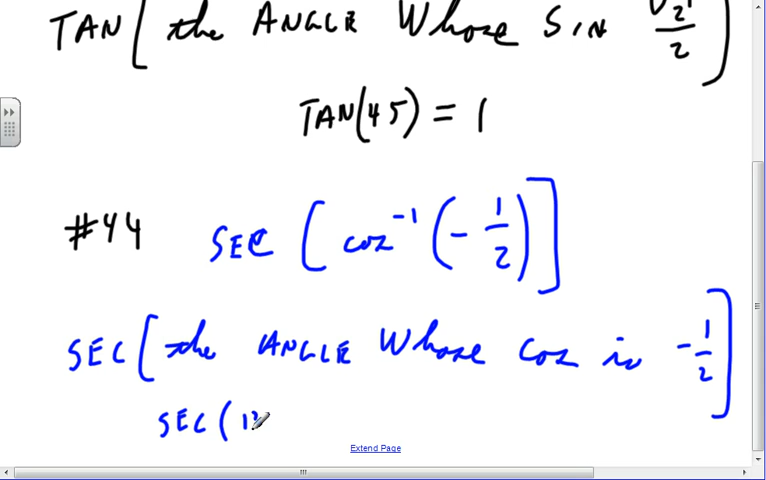 TAN[the ANGLE Whose SIN √2/2]
TAN(45) = 1
#44 SEC [cos⁻¹(-1/2)]
SEC[the ANGLE Whose cos is -1/2]
SEC(12
Extend Page